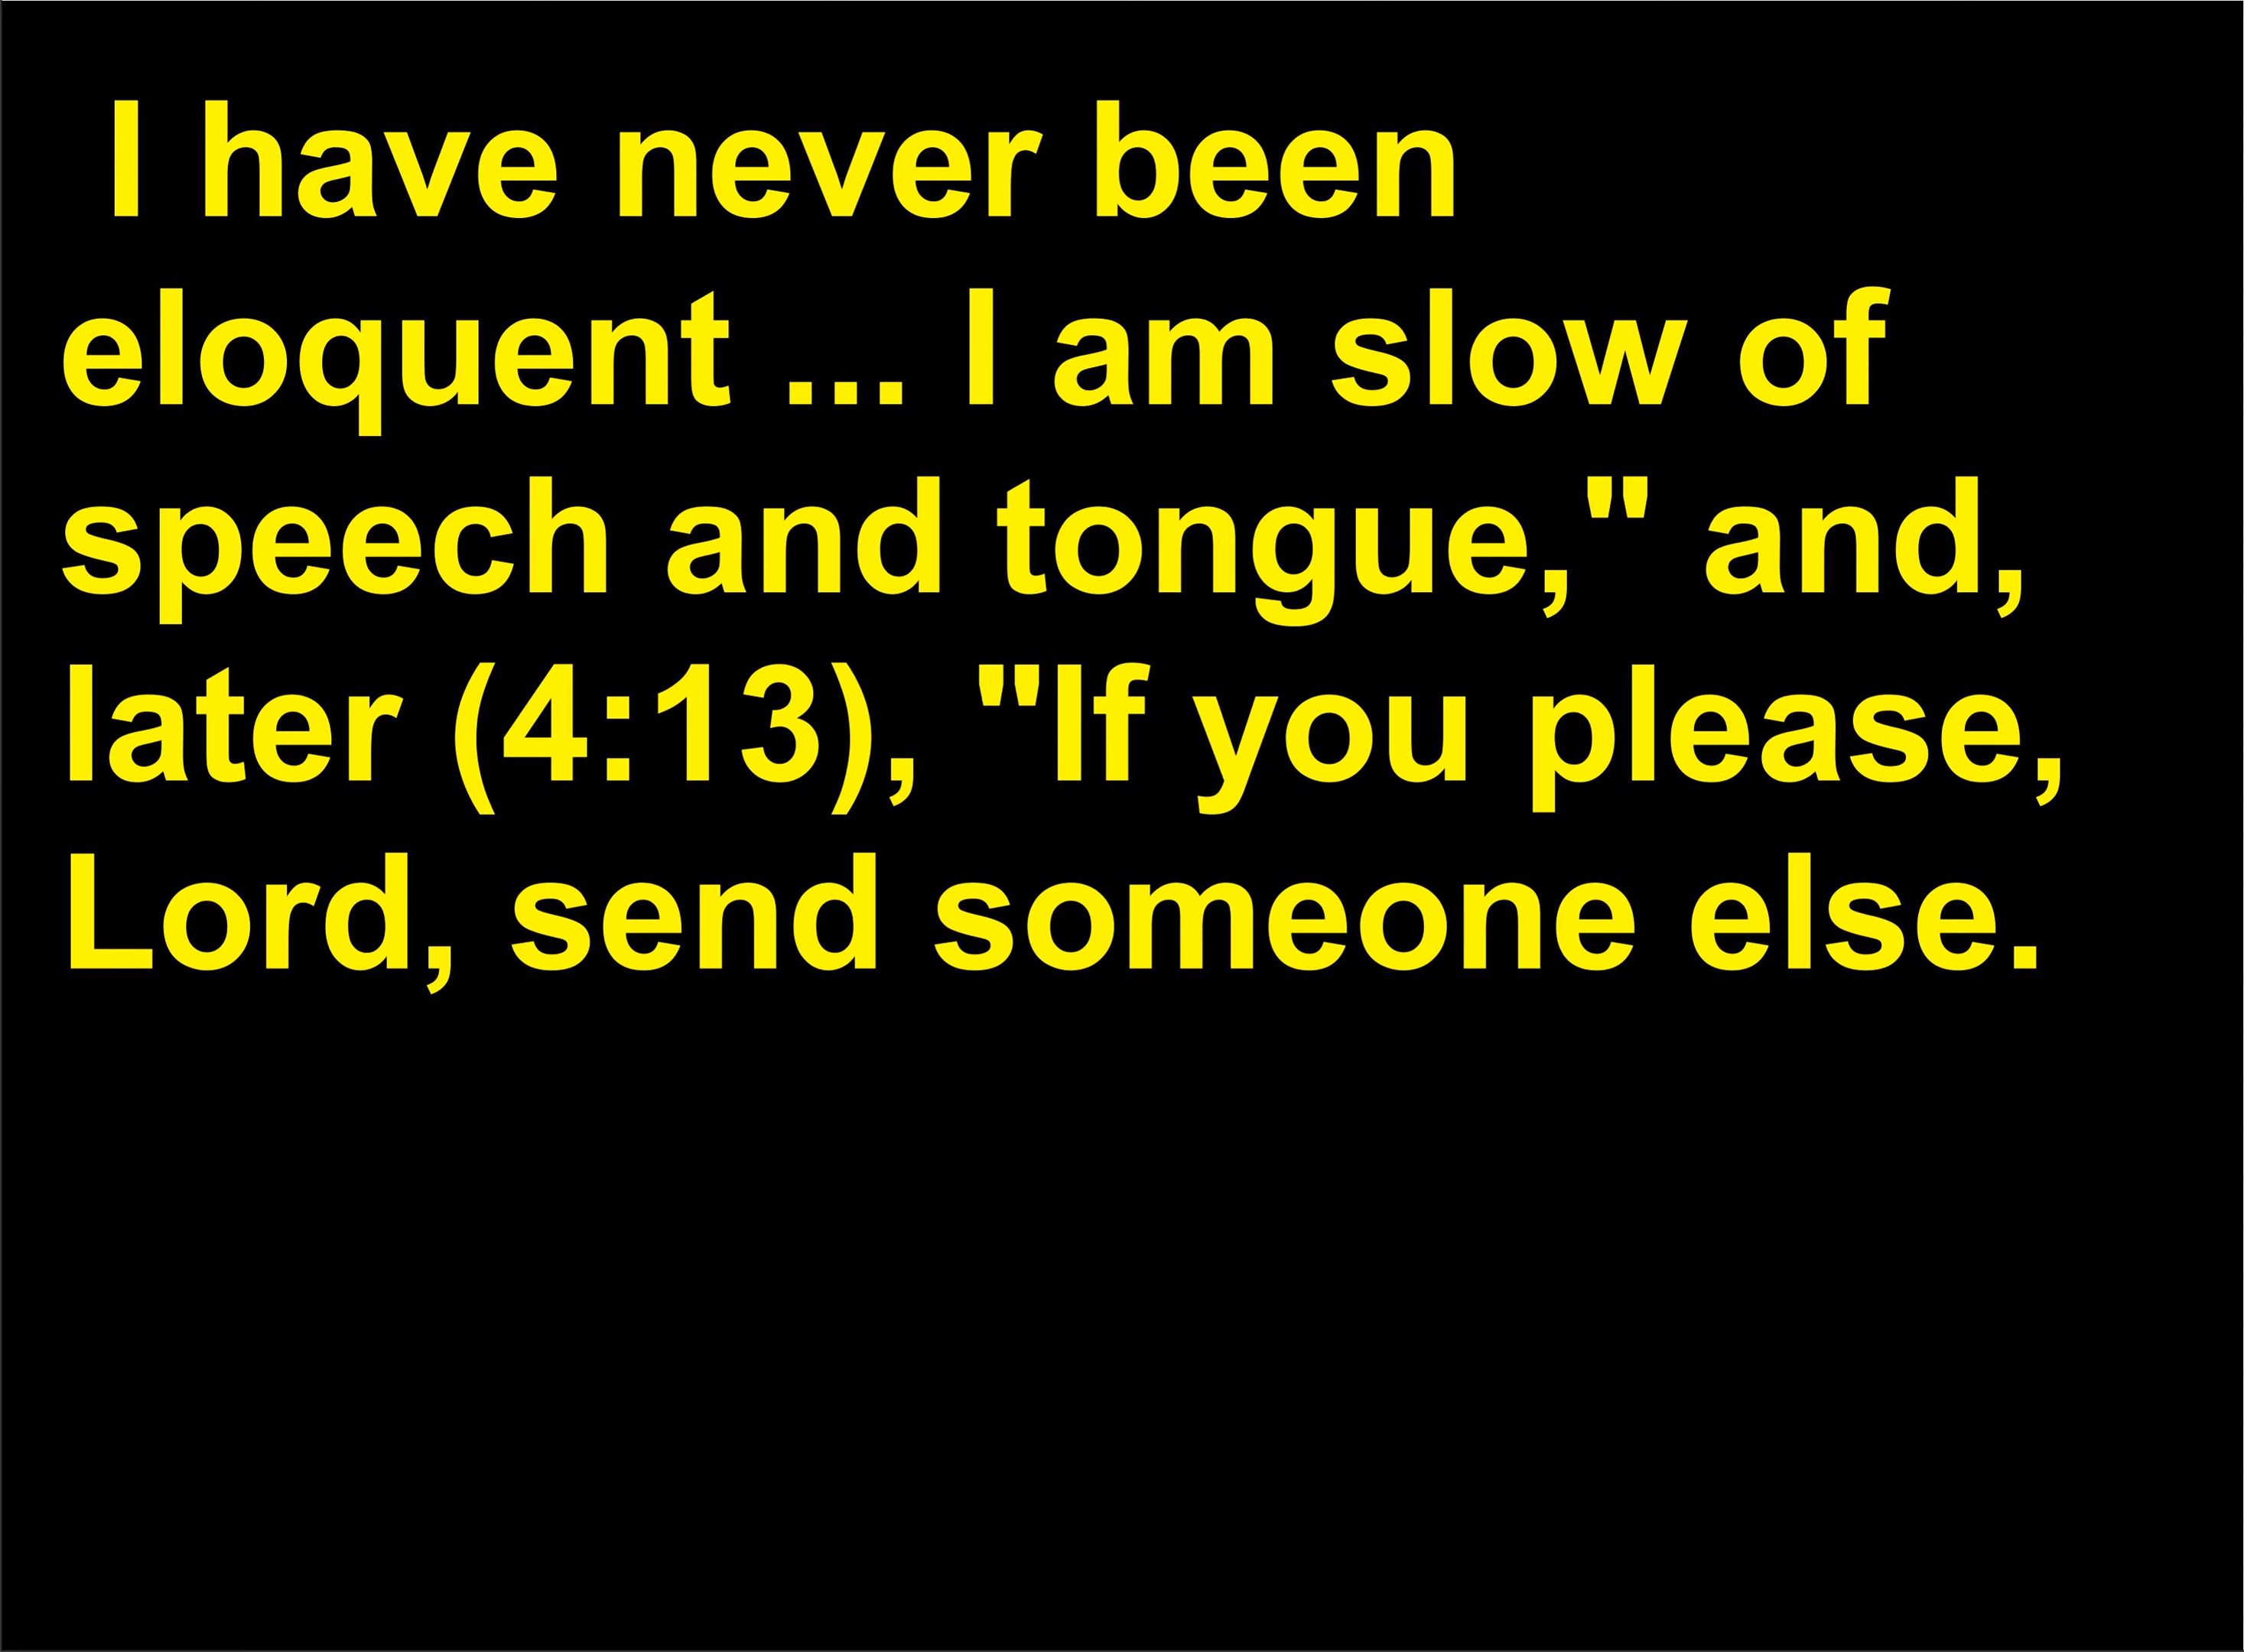 I have never been
eloquent ... I am slow of
speech and tongue," and,
later (4:13), "If you please,
Lord, send someone else.